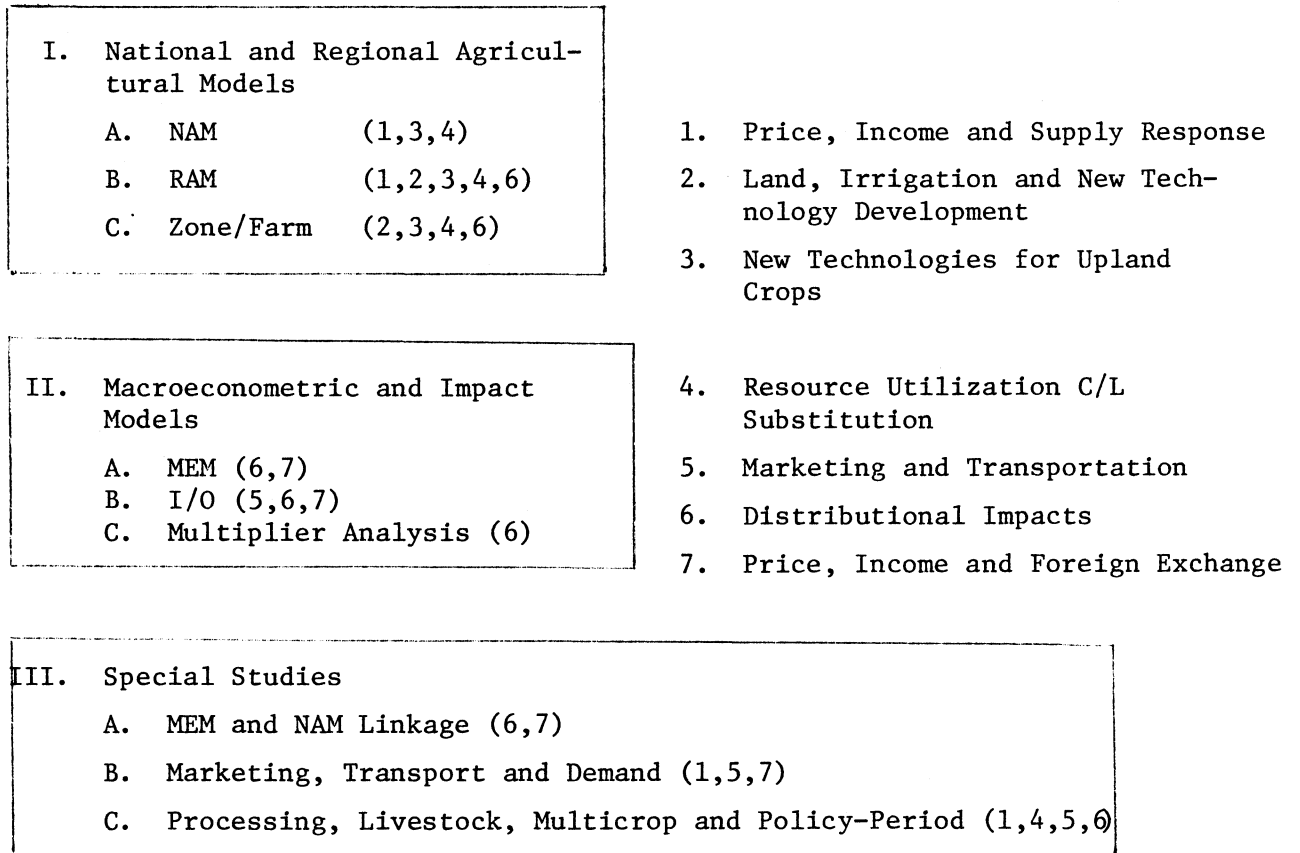 I. National and Regional Agricul-
tural Models
A. NAM (1,3,4)
B. RAM (1,2,3,4,6)
C. Zone/Farm (2,3,4,6)
1. Price, Income and Supply Response
2. Land, Irrigation and New Tech-
nology Development
3. New Technologies for Upland
Crops
II. Macroeconometric and Impact
Models
A. MEM (6,7)
B. I/O (5,6,7)
C. Multiplier Analysis (6)
4. Resource Utilization C/L
Substitution
5. Marketing and Transportation
6. Distributional Impacts
7. Price, Income and Foreign Exchange
III. Special Studies
A. MEM and NAM Linkage (6,7)
B. Marketing, Transport and Demand (1,5,7)
C. Processing, Livestock, Multicrop and Policy-Period (1,4,5,6)